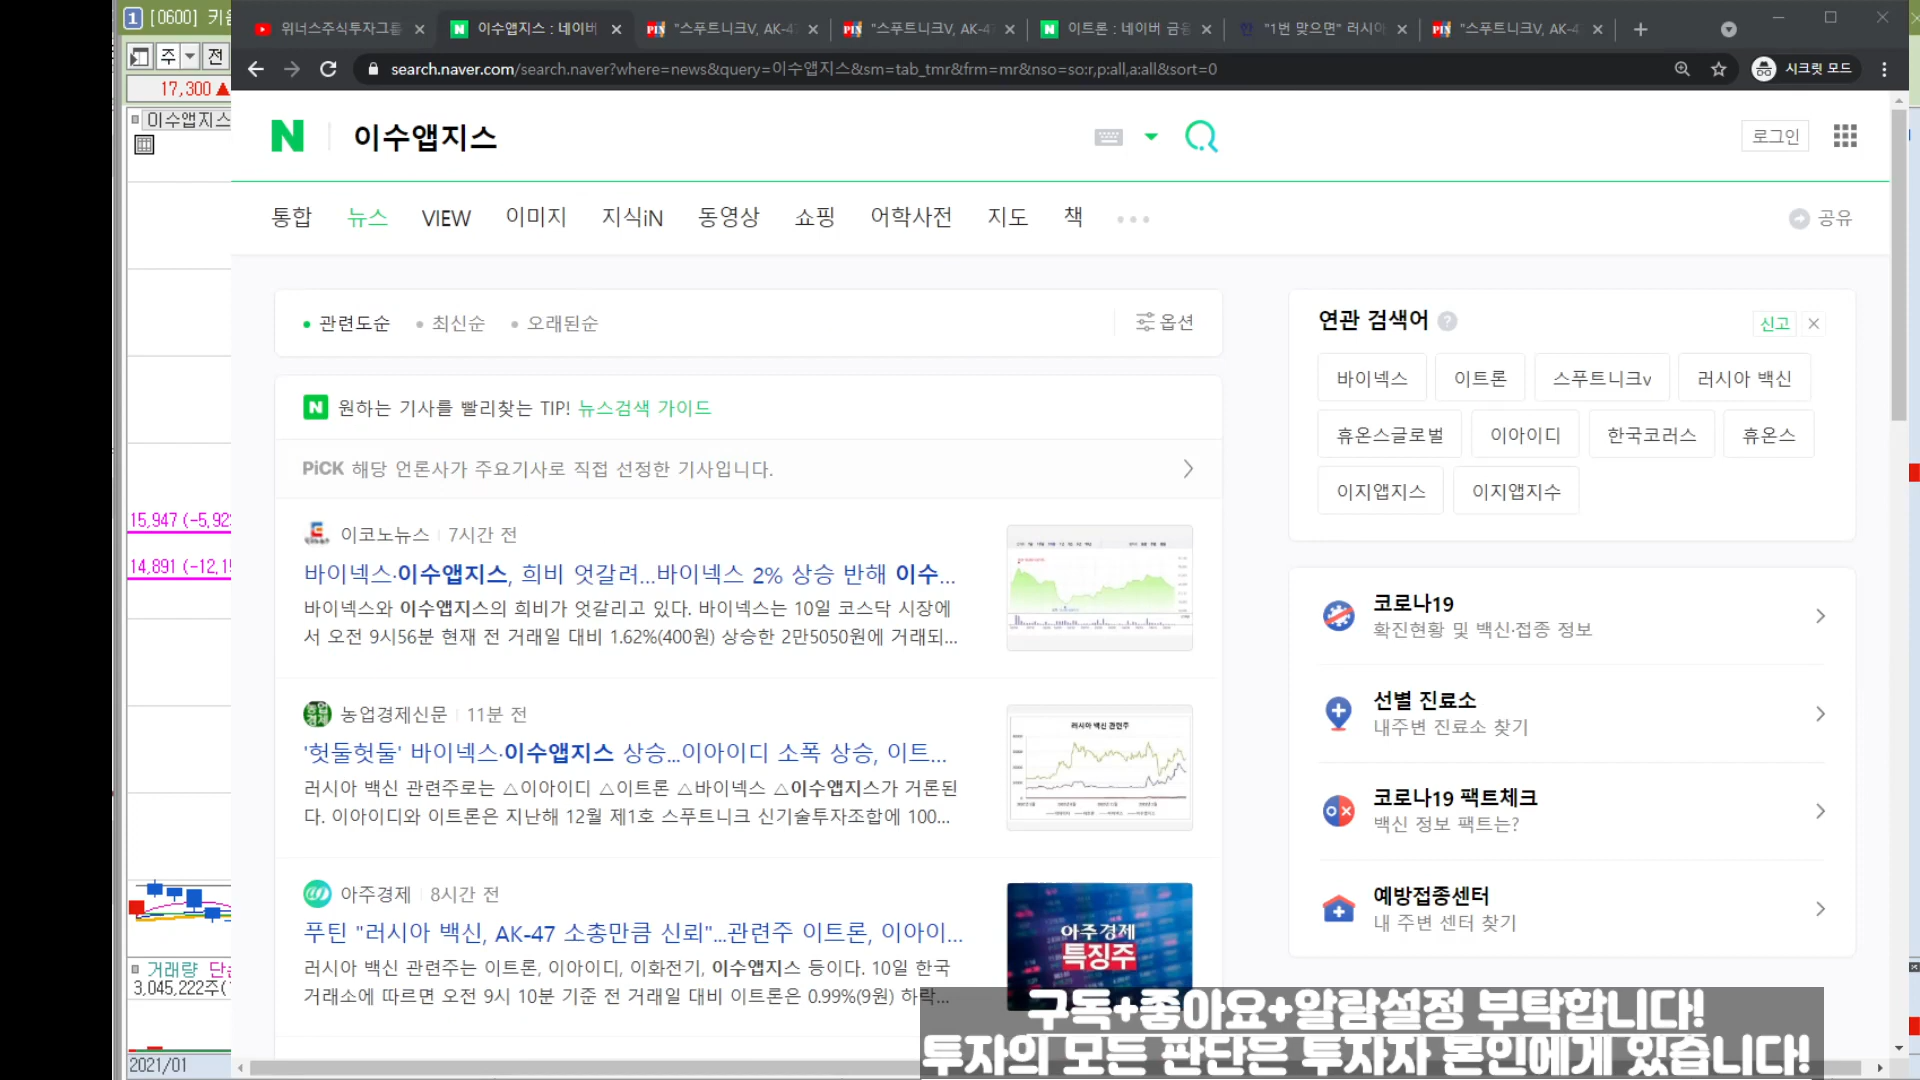 1 [0600] 키움
위너스주식투자그룹
이수앱지스 : 네이버
"스푸트니크V, AK-47
"스푸트니크V, AK-47
이트론 : 네이버 금융
"1번 맞으면" 러시아
"스푸트니크V, AK-47
search.naver.com/search.naver?where=news&query=이수앱지스&sm=tab_tmr&frm=mr&nso=so:r,p:all,a:all&sort=0
시크릿 모드
주 전
17,300 ▲
이수앱지스
15,947 (-5.92
14,891 (-12.15
거래량 단순
3,045,222주(
2021/01
N 이수앱지스
로그인
통합 뉴스 VIEW 이미지 지식iN 동영상 쇼핑 어학사전 지도 책
공유
관련도순 최신순 오래된순 옵션
N 원하는 기사를 빨리찾는 TIP! 뉴스검색 가이드
PiCK 해당 언론사가 주요기사로 직접 선정한 기사입니다.
이코노뉴스 7시간 전
바이넥스·이수앱지스, 희비 엇갈려...바이넥스 2% 상승 반해 이수...
바이넥스와 이수앱지스의 희비가 엇갈리고 있다. 바이넥스는 10일 코스닥 시장에
서 오전 9시56분 현재 전 거래일 대비 1.62%(400원) 상승한 2만5050원에 거래되...
농업경제신문 11분 전
'헛둘헛둘' 바이넥스·이수앱지스 상승...이아이디 소폭 상승, 이트...
러시아 백신 관련주로는 △이아이디 △이트론 △바이넥스 △이수앱지스가 거론된
다. 이아이디와 이트론은 지난해 12월 제1호 스푸트니크 신기술투자조합에 100...
러시아 백신 관련주
아주경제 8시간 전
푸틴 "러시아 백신, AK-47 소총만큼 신뢰"...관련주 이트론, 이아이...
러시아 백신 관련주는 이트론, 이아이디, 이화전기, 이수앱지스 등이다. 10일 한국
거래소에 따르면 오전 9시 10분 기준 전 거래일 대비 이트론은 0.99%(9원) 하락...
아주경제
특징주
연관 검색어 ?
신고
바이넥스 이트론 스푸트니크v 러시아 백신
휴온스글로벌 이아이디 한국코러스 휴온스
이지앱지스 이지앱지수
코로나19
확진현황 및 백신·접종 정보
선별 진료소
내주변 진료소 찾기
코로나19 팩트체크
백신 정보 팩트는?
예방접종센터
내 주변 센터 찾기
구독+좋아요+알람설정 부탁합니다!
투자의 모든 판단은 투자자 본인에게 있습니다!